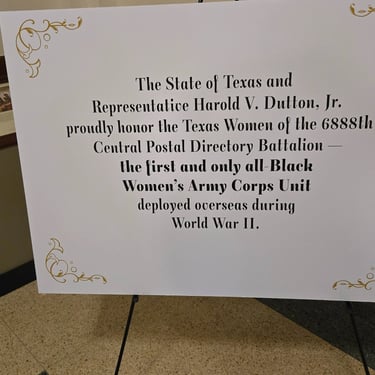 The State of Texas and
Representative Harold V. Dutton, Jr.
proudly honor the Texas Women of the 6888th
Central Postal Directory Battalion —
the first and only all-Black
Women's Army Corps Unit
deployed overseas during
World War II.